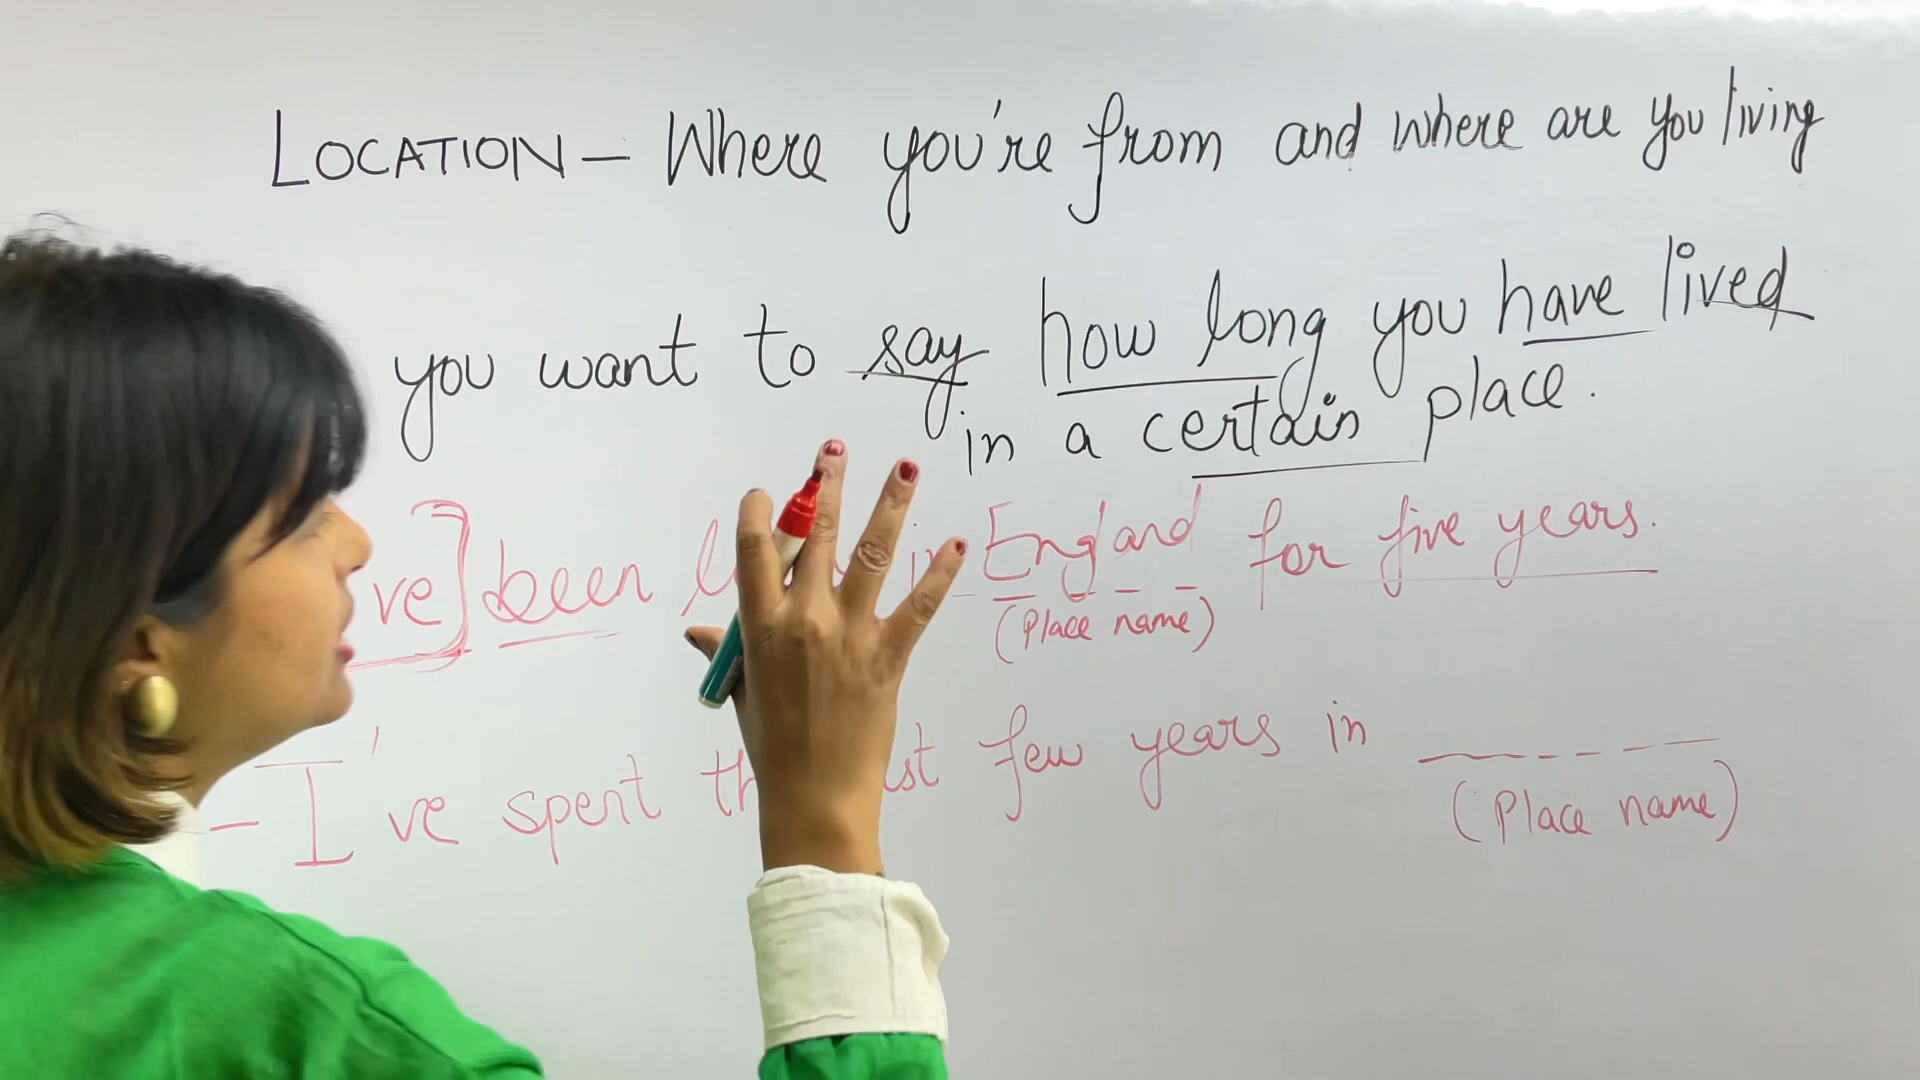 LOCATION – Where you're from and where are you living
you want to say how long you have lived
in a certain place.
've] been in England for five years.
(Place name)
- I've spent few years in _ _ _ _ _
(Place name)